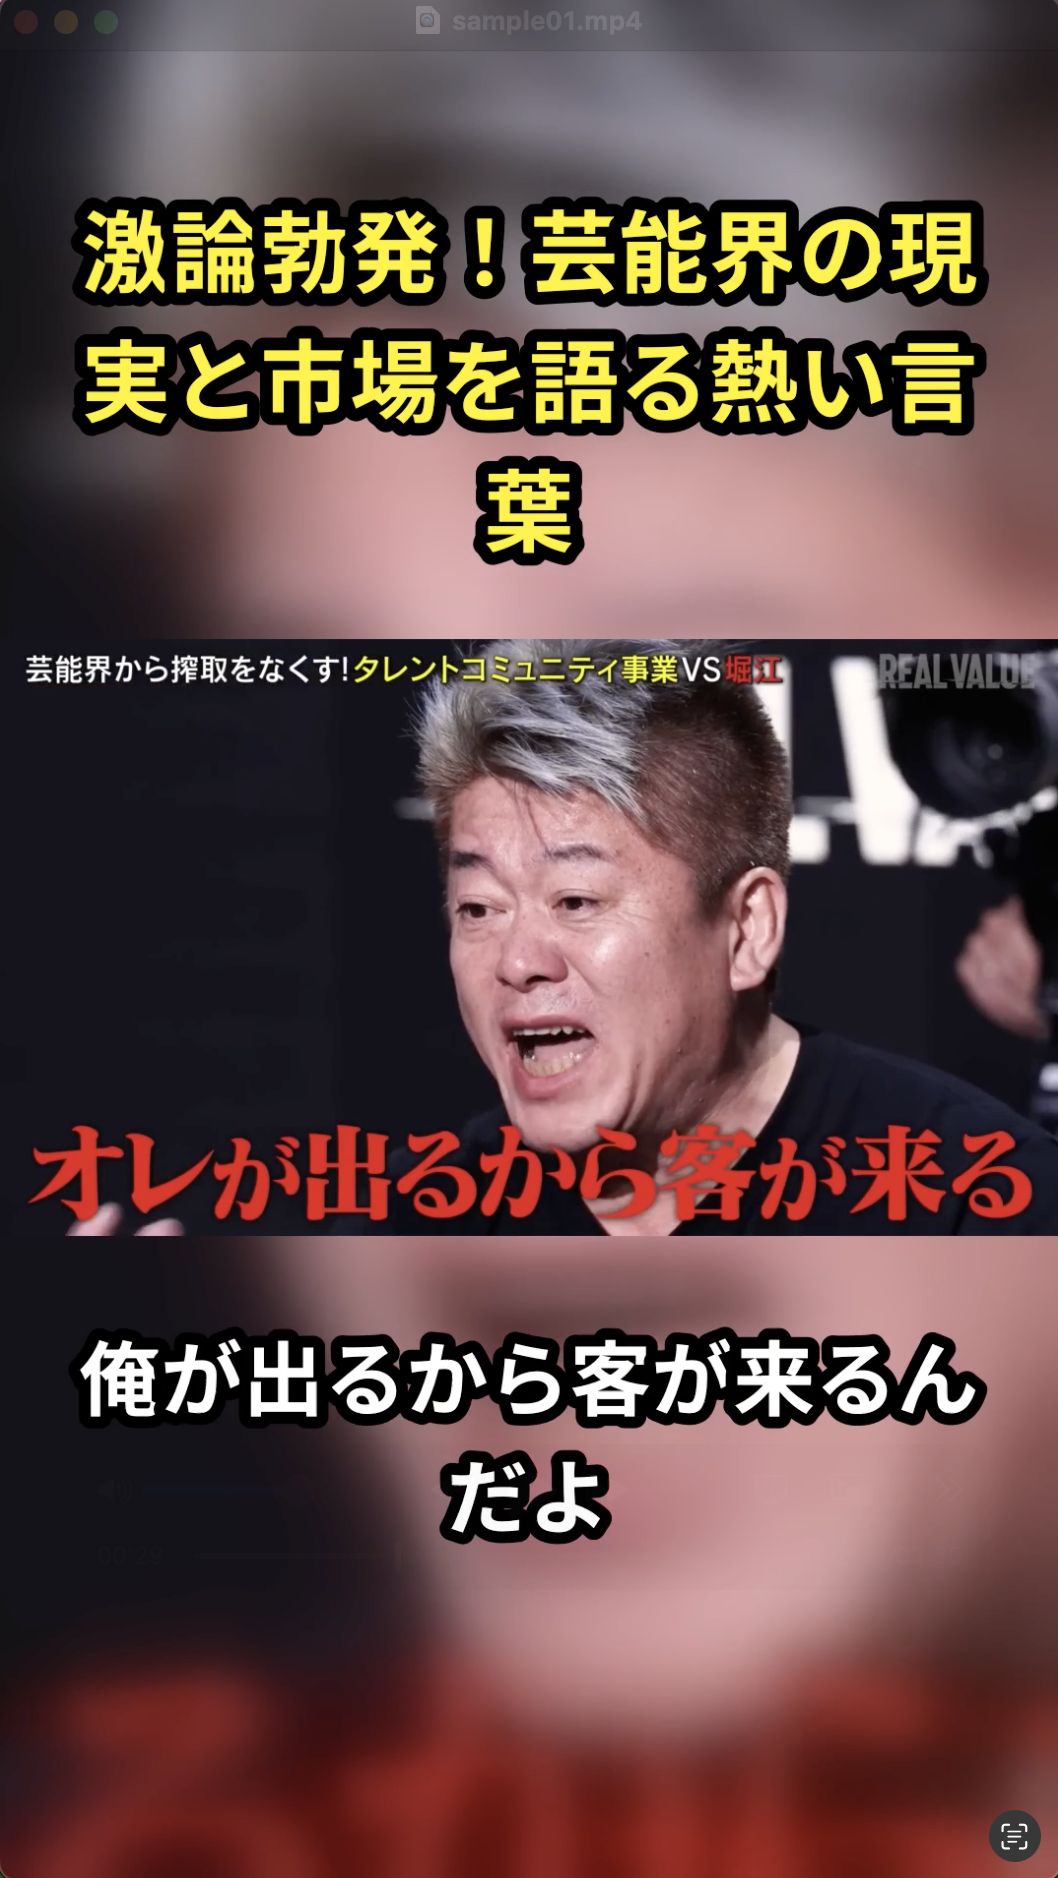 sample01.mp4
激論勃発！芸能界の現
実と市場を語る熱い言
葉
芸能界から搾取をなくす!タレントコミュニティ事業VS堀江
REAL VALUE
オレが出るから客が来る
俺が出るから客が来るん
だよ
00:29